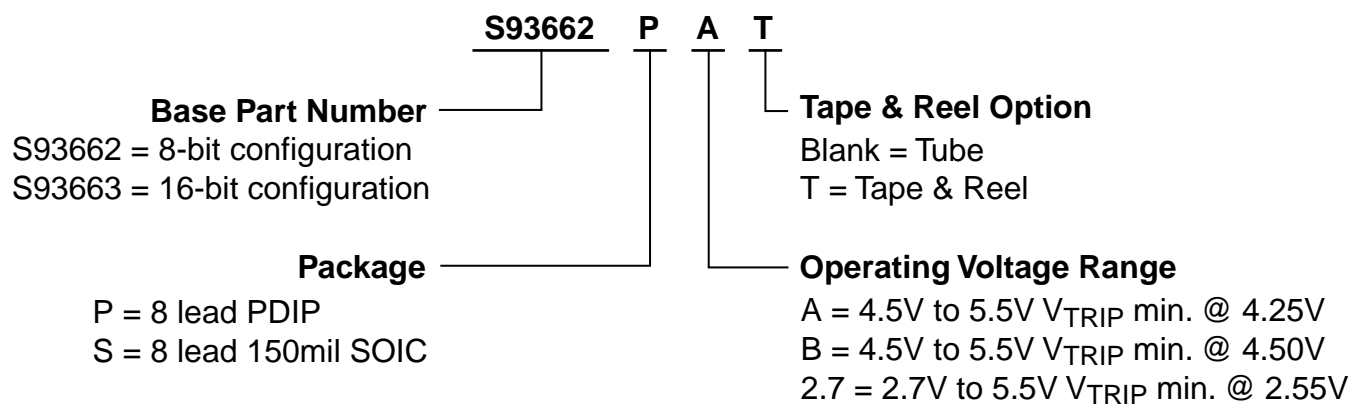 S93662 P A T
Base Part Number
S93662 = 8-bit configuration
S93663 = 16-bit configuration
Tape & Reel Option
Blank = Tube
T = Tape & Reel
Package
P = 8 lead PDIP
S = 8 lead 150mil SOIC
Operating Voltage Range
A = 4.5V to 5.5V VTRIP min. @ 4.25V
B = 4.5V to 5.5V VTRIP min. @ 4.50V
2.7 = 2.7V to 5.5V VTRIP min. @ 2.55V